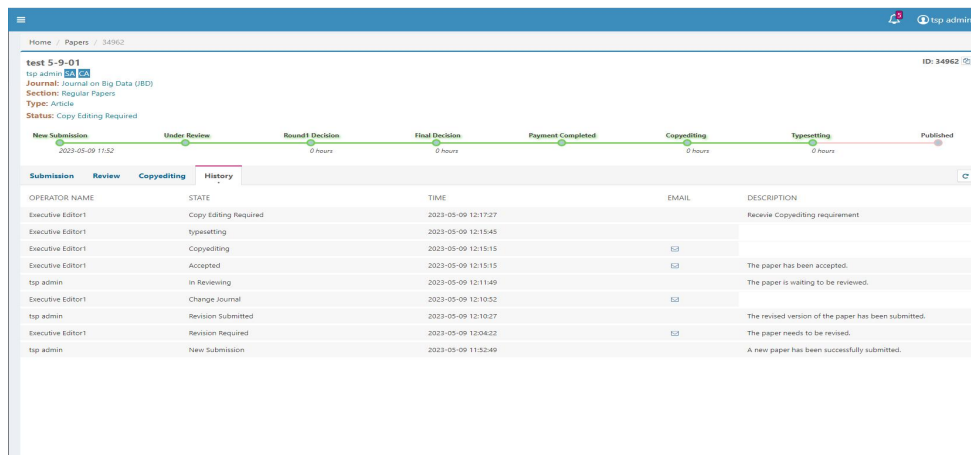 5
tsp admin
Home / Papers / 34962
test 5-9-01
ID: 34962
tsp admin SA CA
Journal: Journal on Big Data (JBD)
Section: Regular Papers
Type: Article
Status: Copy Editing Required
New Submission Under Review Round1 Decision Final Decision Payment Completed Copyediting Typesetting Published
2023-05-09 11:52 0 hours 0 hours 0 hours 0 hours
Submission Review Copyediting History
OPERATOR NAME STATE TIME EMAIL DESCRIPTION
Executive Editor1 Copy Editing Required 2023-05-09 12:17:27 Recevie Copyediting requirement
Executive Editor1 typesetting 2023-05-09 12:15:45
Executive Editor1 Copyediting 2023-05-09 12:15:15
Executive Editor1 Accepted 2023-05-09 12:15:15 The paper has been accepted.
tsp admin In Reviewing 2023-05-09 12:11:49 The paper is waiting to be reviewed.
Executive Editor1 Change Journal 2023-05-09 12:10:52
tsp admin Revision Submitted 2023-05-09 12:10:27 The revised version of the paper has been submitted.
Executive Editor1 Revision Required 2023-05-09 12:04:22 The paper needs to be revised.
tsp admin New Submission 2023-05-09 11:52:49 A new paper has been successfully submitted.